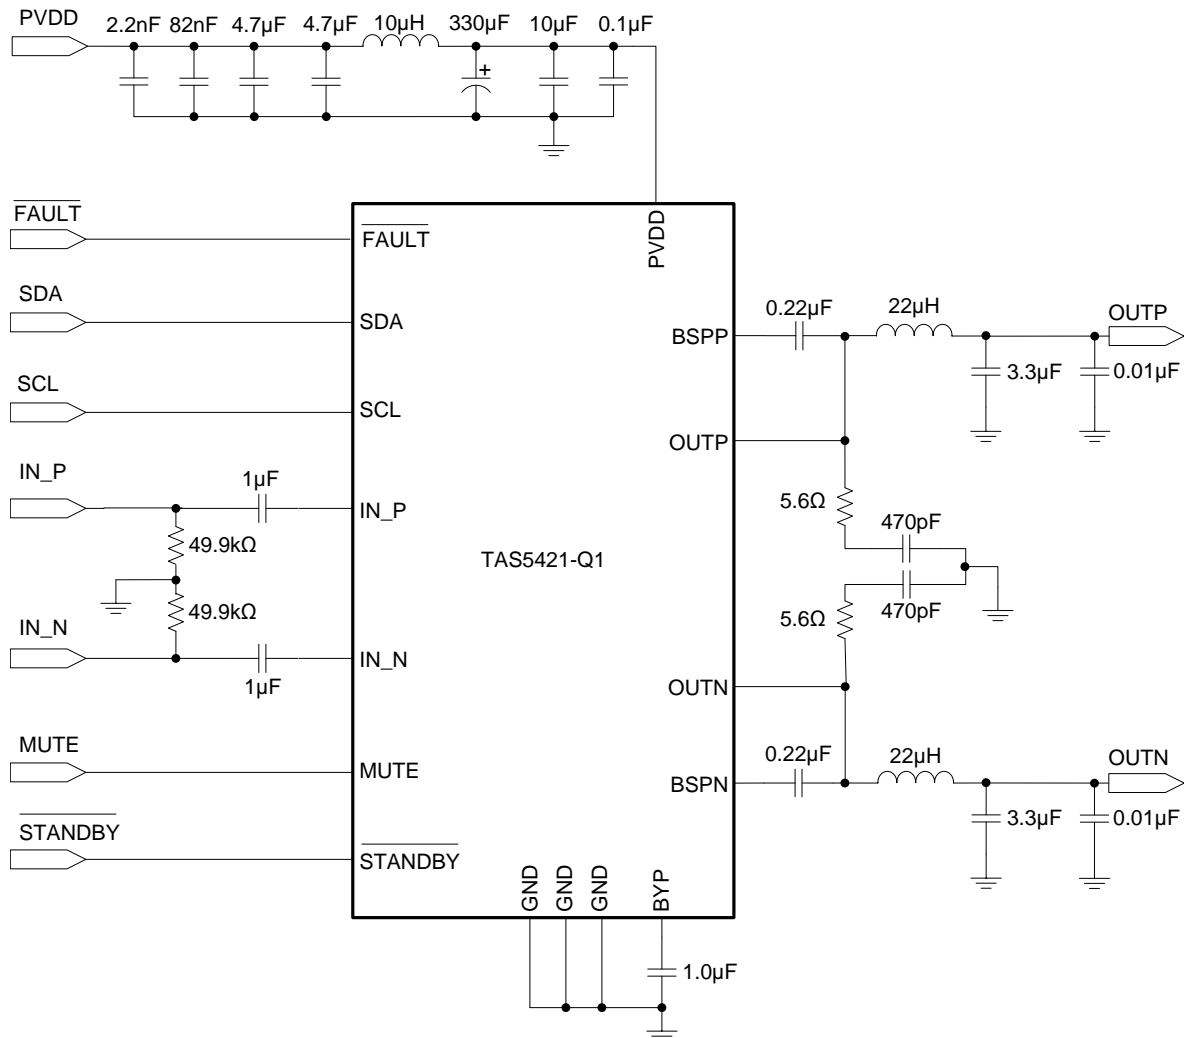 PVDD
2.2nF 82nF 4.7µF 4.7µF 10µH 330µF 10µF 0.1µF
+
FAULT
FAULT
PVDD
SDA
SDA
SCL
SCL
IN_P
1µF
IN_P
49.9kΩ
49.9kΩ
IN_N
1µF
IN_N
MUTE
MUTE
STANDBY
STANDBY
TAS5421-Q1
BSPP
0.22µF
22µH
OUTP
3.3µF
0.01µF
OUTP
5.6Ω
470pF
470pF
5.6Ω
OUTN
BSPN
0.22µF
22µH
OUTN
3.3µF
0.01µF
GND
GND
GND
BYP
1.0µF